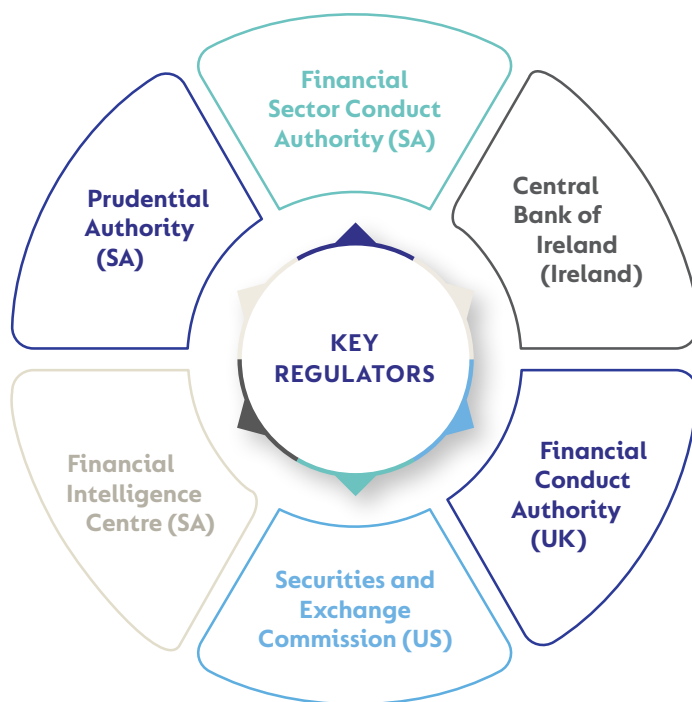 Financial
Sector Conduct
Authority (SA)
Central
Bank of
Ireland
(Ireland)
Financial
Conduct
Authority
(UK)
Securities and
Exchange
Commission (US)
Financial
Intelligence
Centre (SA)
Prudential
Authority
(SA)
KEY
REGULATORS